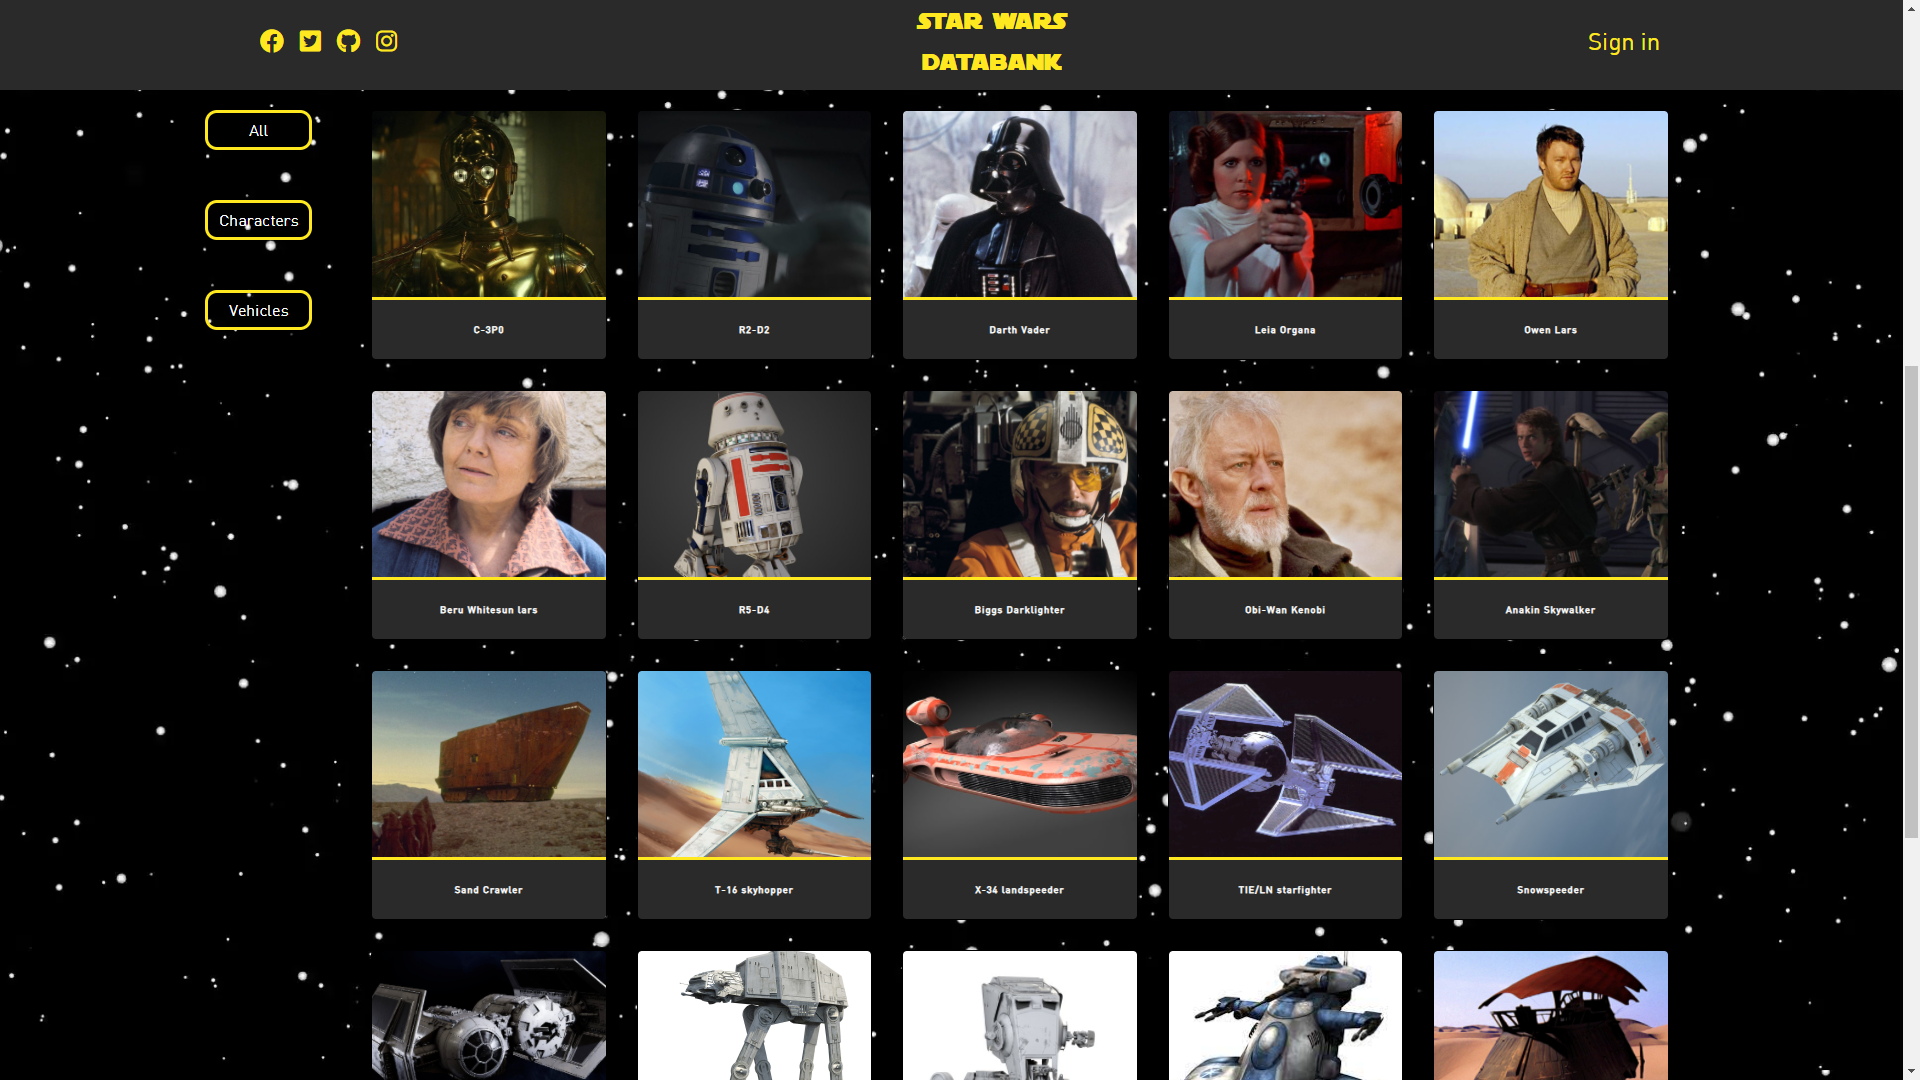 STAR WARS
DATABANK
Sign in
All
Characters
Vehicles
C-3P0
R2-D2
Darth Vader
Leia Organa
Owen Lars
Beru Whitesun lars
R5-D4
Biggs Darklighter
Obi-Wan Kenobi
Anakin Skywalker
Sand Crawler
T-16 skyhopper
X-34 landspeeder
TIE/LN starfighter
Snowspeeder